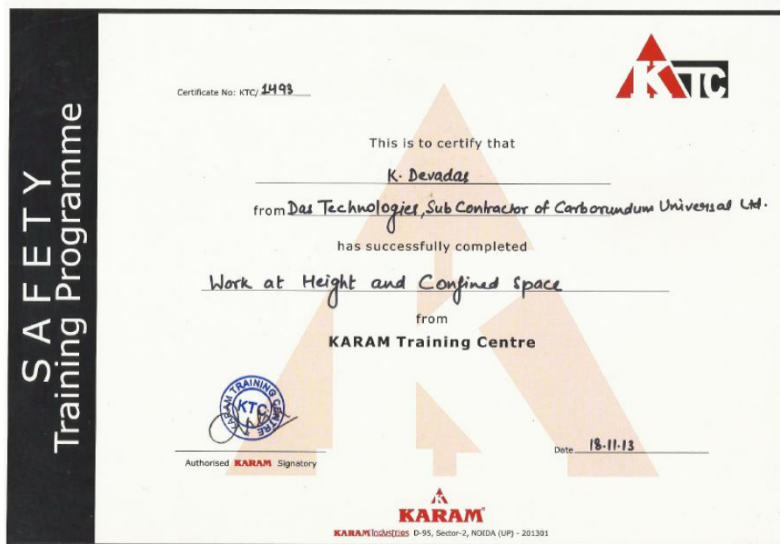 SAFETY
Training Programme
KTC
Certificate No: KTC/ 1493
This is to certify that
K. Devadas
from Das Technologies, Sub Contractor of Carborundum Universal Ltd.
has successfully completed
Work at Height and Confined Space
from
KARAM Training Centre
KARAM TRAINING CENTRE
KTC
Authorised KARAM Signatory
Date 18.11.13
KARAM
KARAM Industries D-95, Sector-2, NOIDA (UP) - 201301